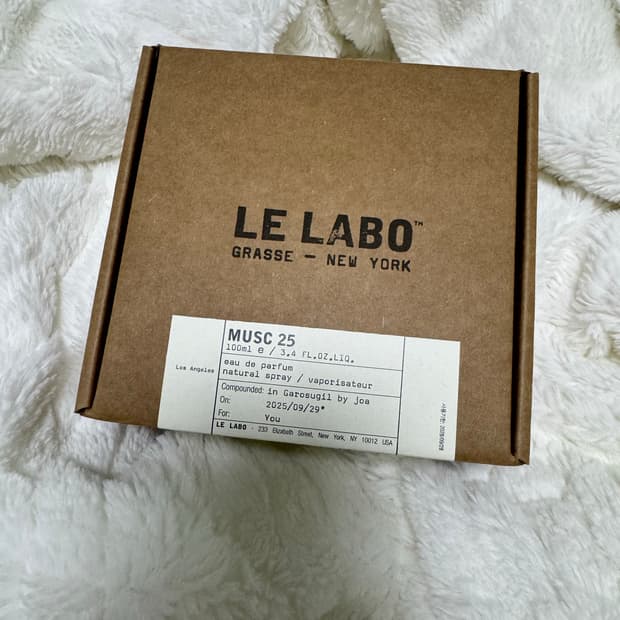 LE LABO™
GRASSE — NEW YORK
MUSC 25
100ml e / 3.4 FL.OZ.LIQ.
Los Angeles
eau de parfum
natural spray / vaporisateur
Compounded: in Garosugil by joa
On: 2025/09/29*
For: You
LE LABO - 233 Elizabeth Street, New York, NY 10012 USA